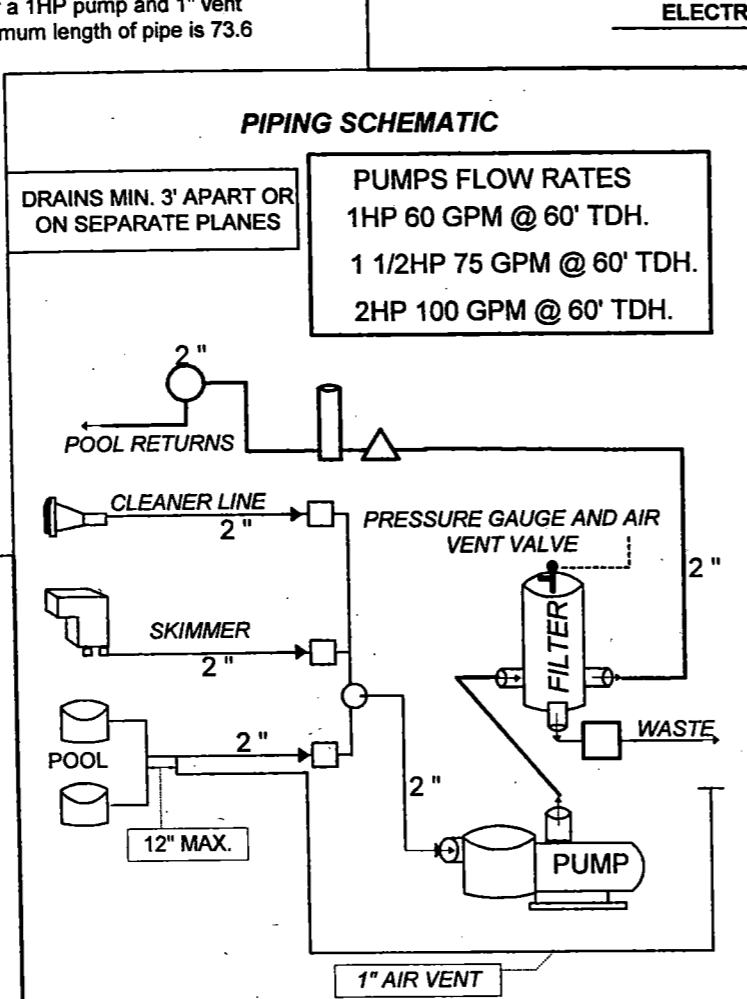 a 1HP pump and 1" vent
mum length of pipe is 73.6
ELECTR
PIPING SCHEMATIC
DRAINS MIN. 3' APART OR
ON SEPARATE PLANES
PUMPS FLOW RATES
1HP 60 GPM @ 60' TDH.
1 1/2HP 75 GPM @ 60' TDH.
2HP 100 GPM @ 60' TDH.
2 "
POOL RETURNS
CLEANER LINE
2 "
PRESSURE GAUGE AND AIR
VENT VALVE
2 "
SKIMMER
2 "
FILTER
WASTE
POOL
2 "
2 "
12" MAX.
PUMP
1" AIR VENT